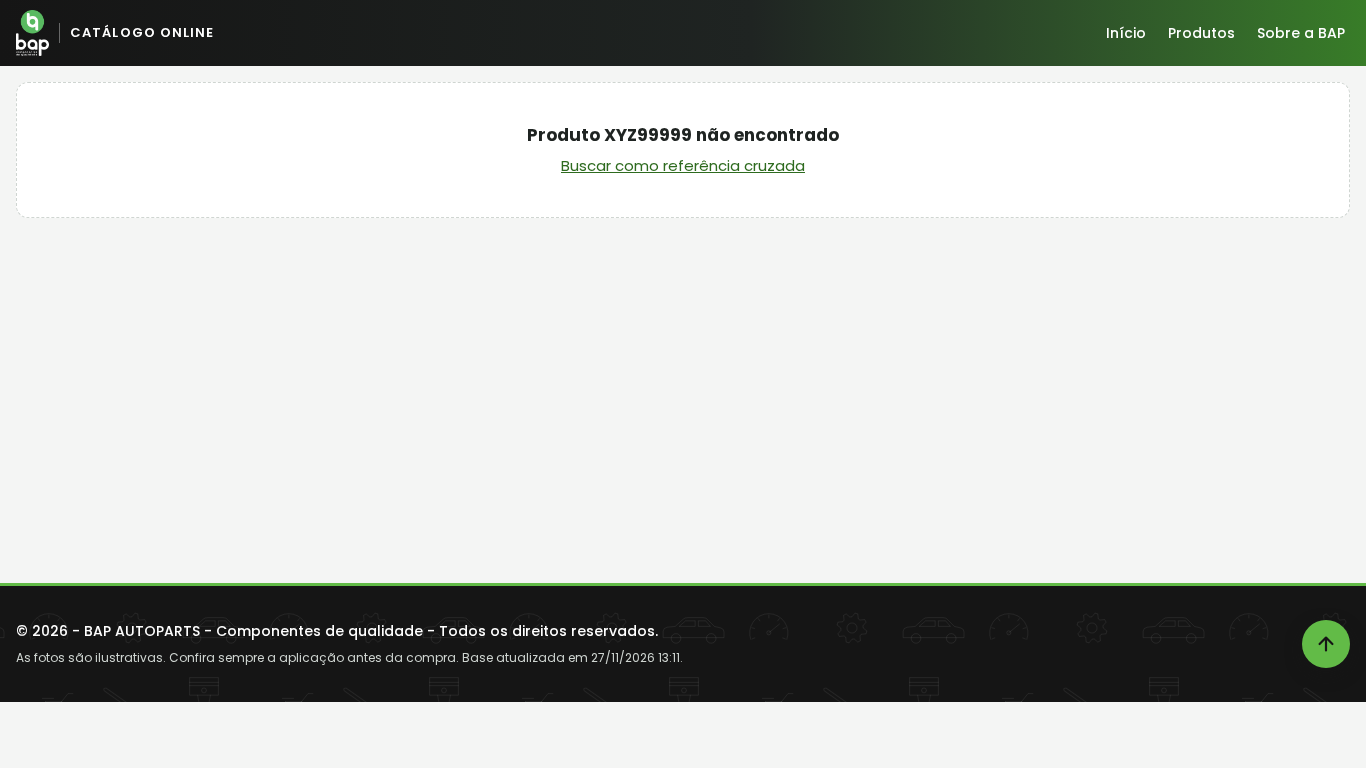 bap
CATÁLOGO ONLINE
Início
Produtos
Sobre a BAP
Produto XYZ99999 não encontrado
Buscar como referência cruzada
© 2026 - BAP AUTOPARTS - Componentes de qualidade - Todos os direitos reservados.
As fotos são ilustrativas. Confira sempre a aplicação antes da compra. Base atualizada em 27/11/2026 13:11.